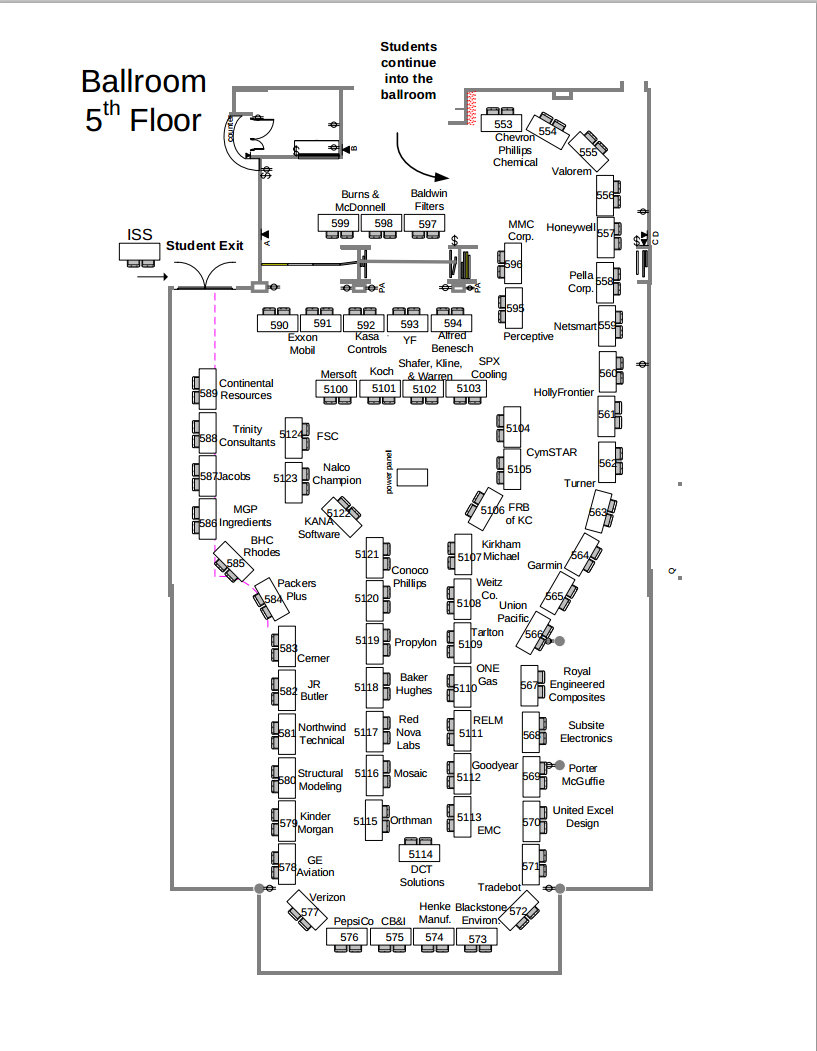 Students
continue
into the
ballroom
Ballroom
5th Floor
counter
$
B
$
553
Chevron
Phillips
Chemical
554
555
Valorem
556
Burns &
McDonnell
Baldwin
Filters
599
598
597
MMC
Corp.
Honeywell
557
$
C D
ISS
Student Exit
A
$
596
Pella
Corp.
558
PA
PA
595
Perceptive
Netsmart
559
590
591
592
593
594
Exxon
Mobil
Kasa
Controls
YF
Alfred
Benesch
Mersoft
Koch
Shafer, Kline,
& Warren
SPX
Cooling
560
589
Continental
Resources
5100
5101
5102
5103
HollyFrontier
561
588
Trinity
Consultants
5124
FSC
5104
CymSTAR
562
587
Jacobs
5123
Nalco
Champion
power panel
5105
Turner
586
MGP
Ingredients
5122
KANA
Software
5106
FRB
of KC
563
BHC
Rhodes
585
5121
Conoco
Phillips
5107
Kirkham
Michael
564
Garmin
Q
584
Packers
Plus
5120
5108
Weitz
Co.
565
Union
Pacific
566
583
Cerner
5119
Propylon
Tarlton
5109
582
JR
Butler
5118
Baker
Hughes
5110
ONE
Gas
567
Royal
Engineered
Composites
581
Northwind
Technical
5117
Red
Nova
Labs
RELM
5111
568
Subsite
Electronics
580
Structural
Modeling
5116
Mosaic
Goodyear
5112
569
Porter
McGuffie
579
Kinder
Morgan
5115
Orthman
5113
EMC
570
United Excel
Design
578
GE
Aviation
5114
DCT
Solutions
571
Tradebot
Verizon
577
PepsiCo
CB&I
Henke
Manuf.
Blackstone
Environ.
572
576
575
574
573